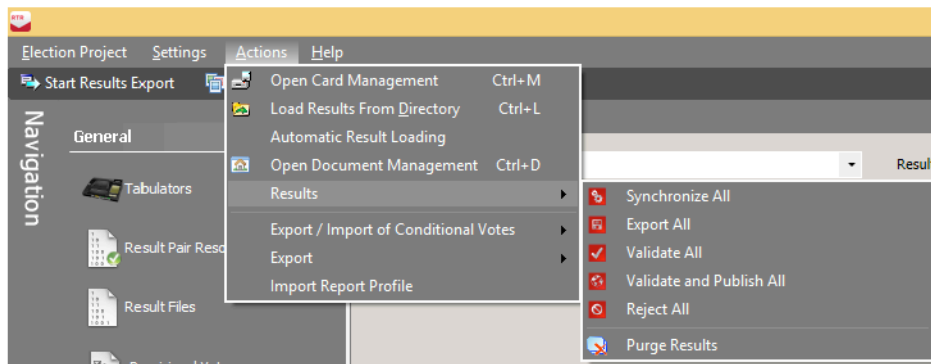 RTR
Election Project Settings Actions Help
Start Results Export
Navigation
General
Tabulators
Result Pair Reso
Result Files
Open Card Management Ctrl+M
Load Results From Directory Ctrl+L
Automatic Result Loading
Open Document Management Ctrl+D
Results
Export / Import of Conditional Votes
Export
Import Report Profile
Resul
Synchronize All
Export All
Validate All
Validate and Publish All
Reject All
Purge Results